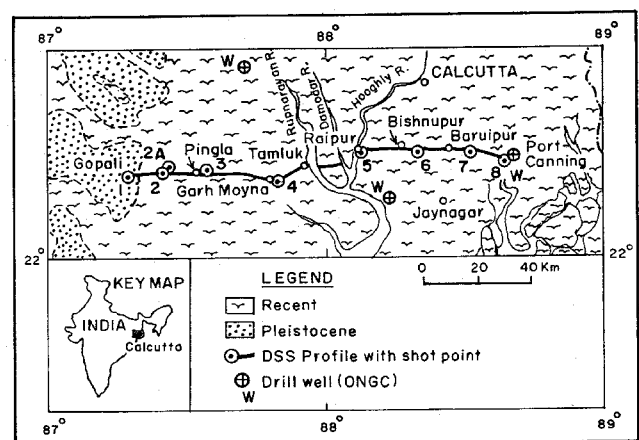 87° 88° 89°
W
Rupnarayan R.
Damodar R.
Hooghly R.
CALCUTTA
Bishnupur
Baruipur
Raipur
Port
Canning
Tamluk
Pingla
Gopali
2A
3
1 2 Garh Moyna 4 5 6 7 8 W
W
Jaynagar
22° 22°
0 20 40 Km
KEY MAP
INDIA
Calcutta
LEGEND
Recent
Pleistocene
DSS Profile with shot point
W Drill well (ONGC)
87° 88° 89°